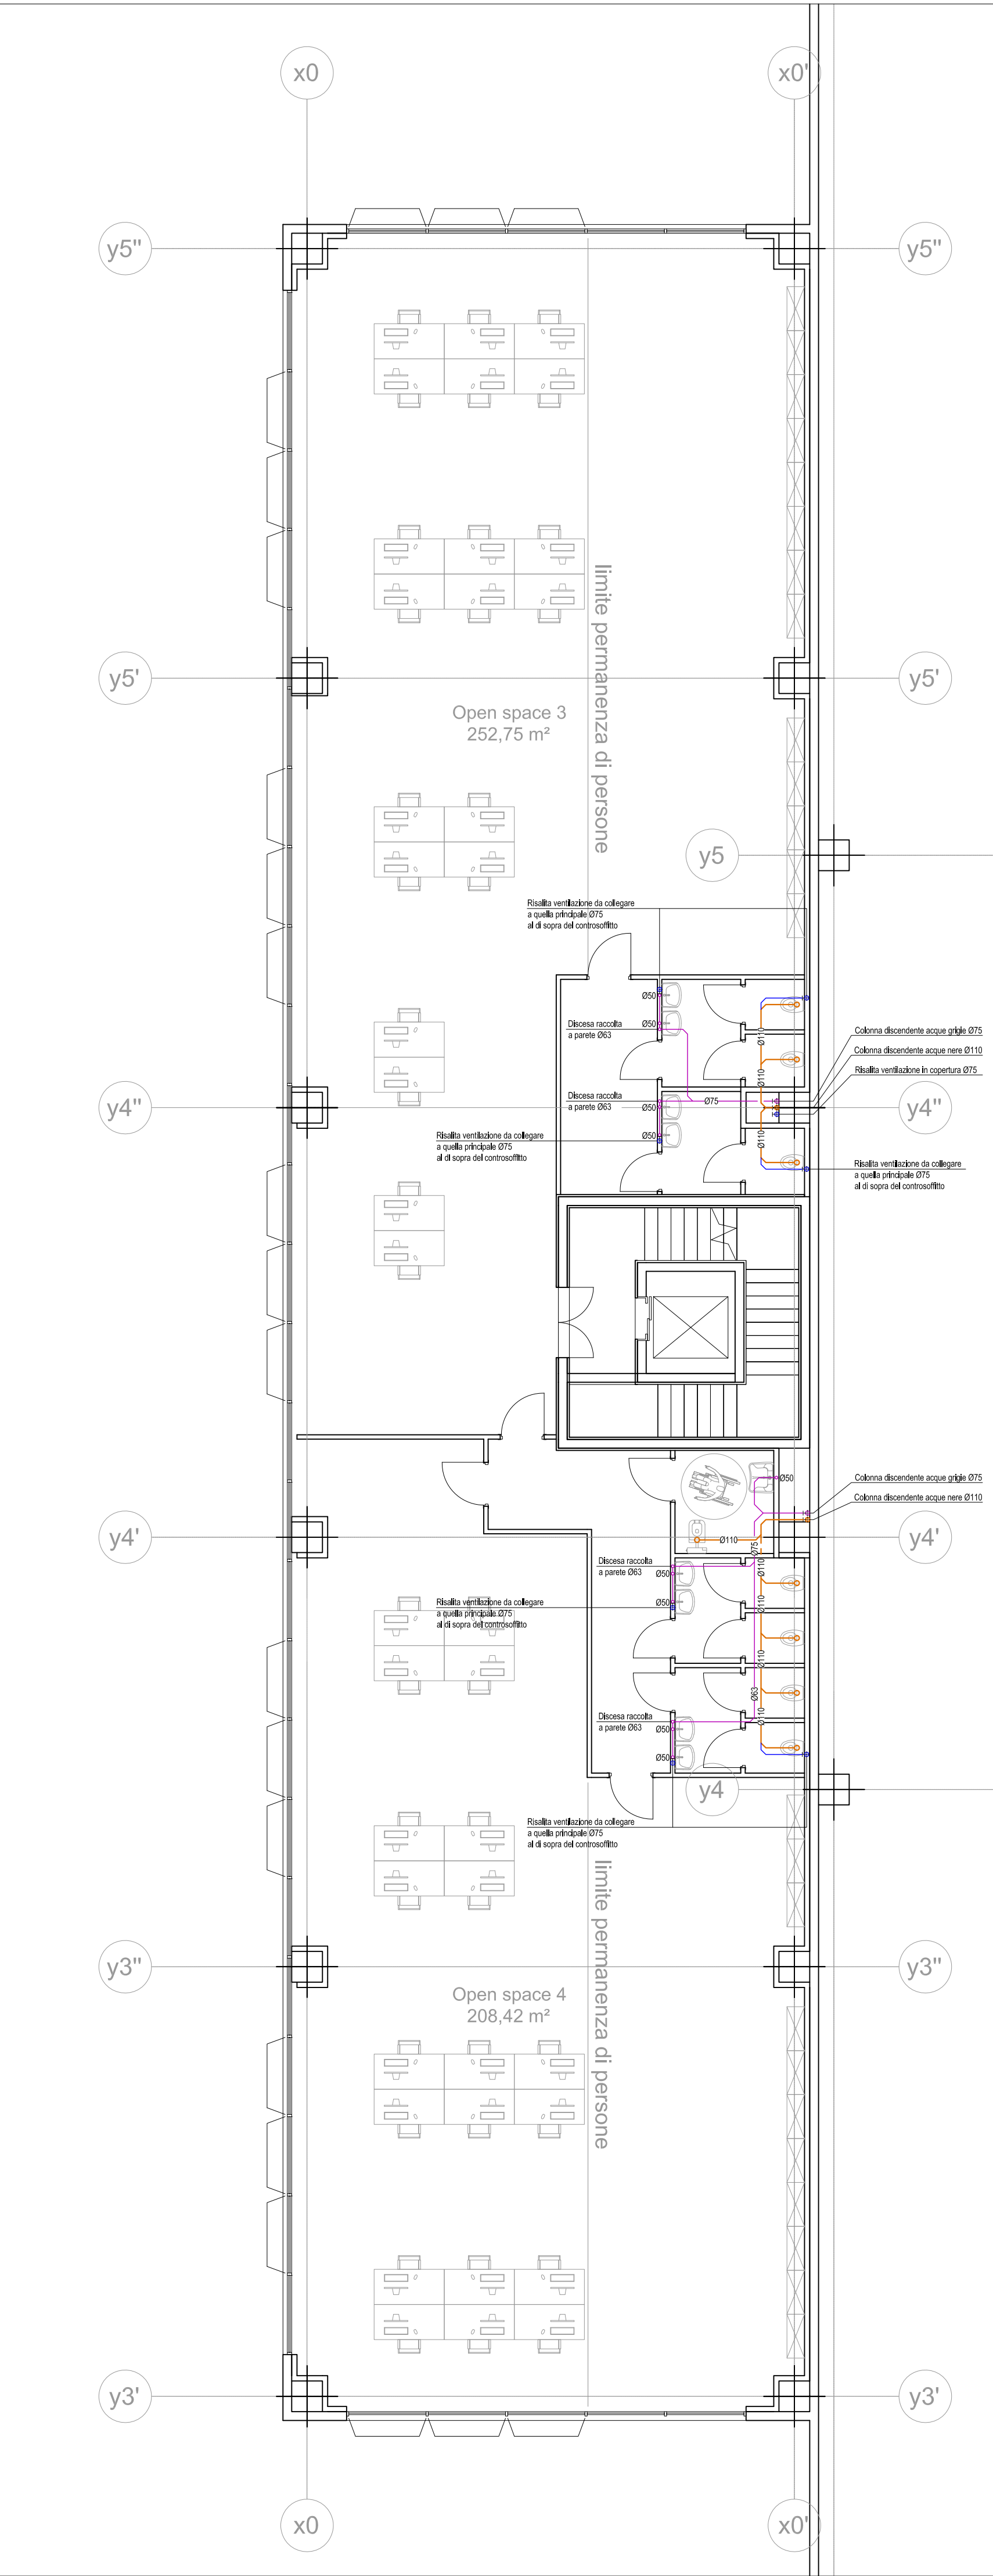 x0
x0'
y5"
y5"
limite permanenza di persone
y5'
y5'
Open space 3
252,75 m²
y5
Risalita ventilazione da collegare
a quella principale Ø75
al di sopra del controsoffitto
Ø50
Discesa raccolta
a parete Ø63
Ø50
Ø110
Colonna discendente acque grigie Ø75
Colonna discendente acque nere Ø110
Risalita ventilazione in copertura Ø75
Ø110
Discesa raccolta
a parete Ø63
Ø75
Ø50
y4"
y4"
Ø50
Ø110
Risalita ventilazione da collegare
a quella principale Ø75
al di sopra del controsoffitto
Risalita ventilazione da collegare
a quella principale Ø75
al di sopra del controsoffitto
Ø50
Colonna discendente acque grigie Ø75
Colonna discendente acque nere Ø110
y4'
y4'
Ø110
Ø75
Discesa raccolta
a parete Ø63
Ø50
Ø110
Ø50
Ø110
Risalita ventilazione da collegare
a quella principale Ø75
al di sopra del controsoffitto
Ø110
Ø63
Discesa raccolta
a parete Ø63
Ø50
Ø110
Ø50
y4
Risalita ventilazione da collegare
a quella principale Ø75
al di sopra del controsoffitto
limite permanenza di persone
y3"
y3"
Open space 4
208,42 m²
y3'
y3'
x0
x0'